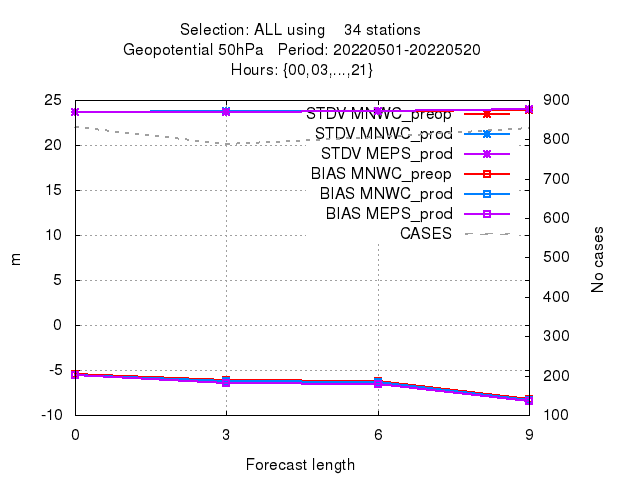 Selection: ALL using 34 stations
Geopotential 50hPa Period: 20220501-20220520
Hours: {00,03,...,21}
25
20
15
10
5
0
-5
-10
m
900
800
700
600
500
400
300
200
100
No cases
STDV MNWC_preop
STDV MNWC_prod
STDV MEPS_prod
BIAS MNWC_preop
BIAS MNWC_prod
BIAS MEPS_prod
CASES
0 3 6 9
Forecast length